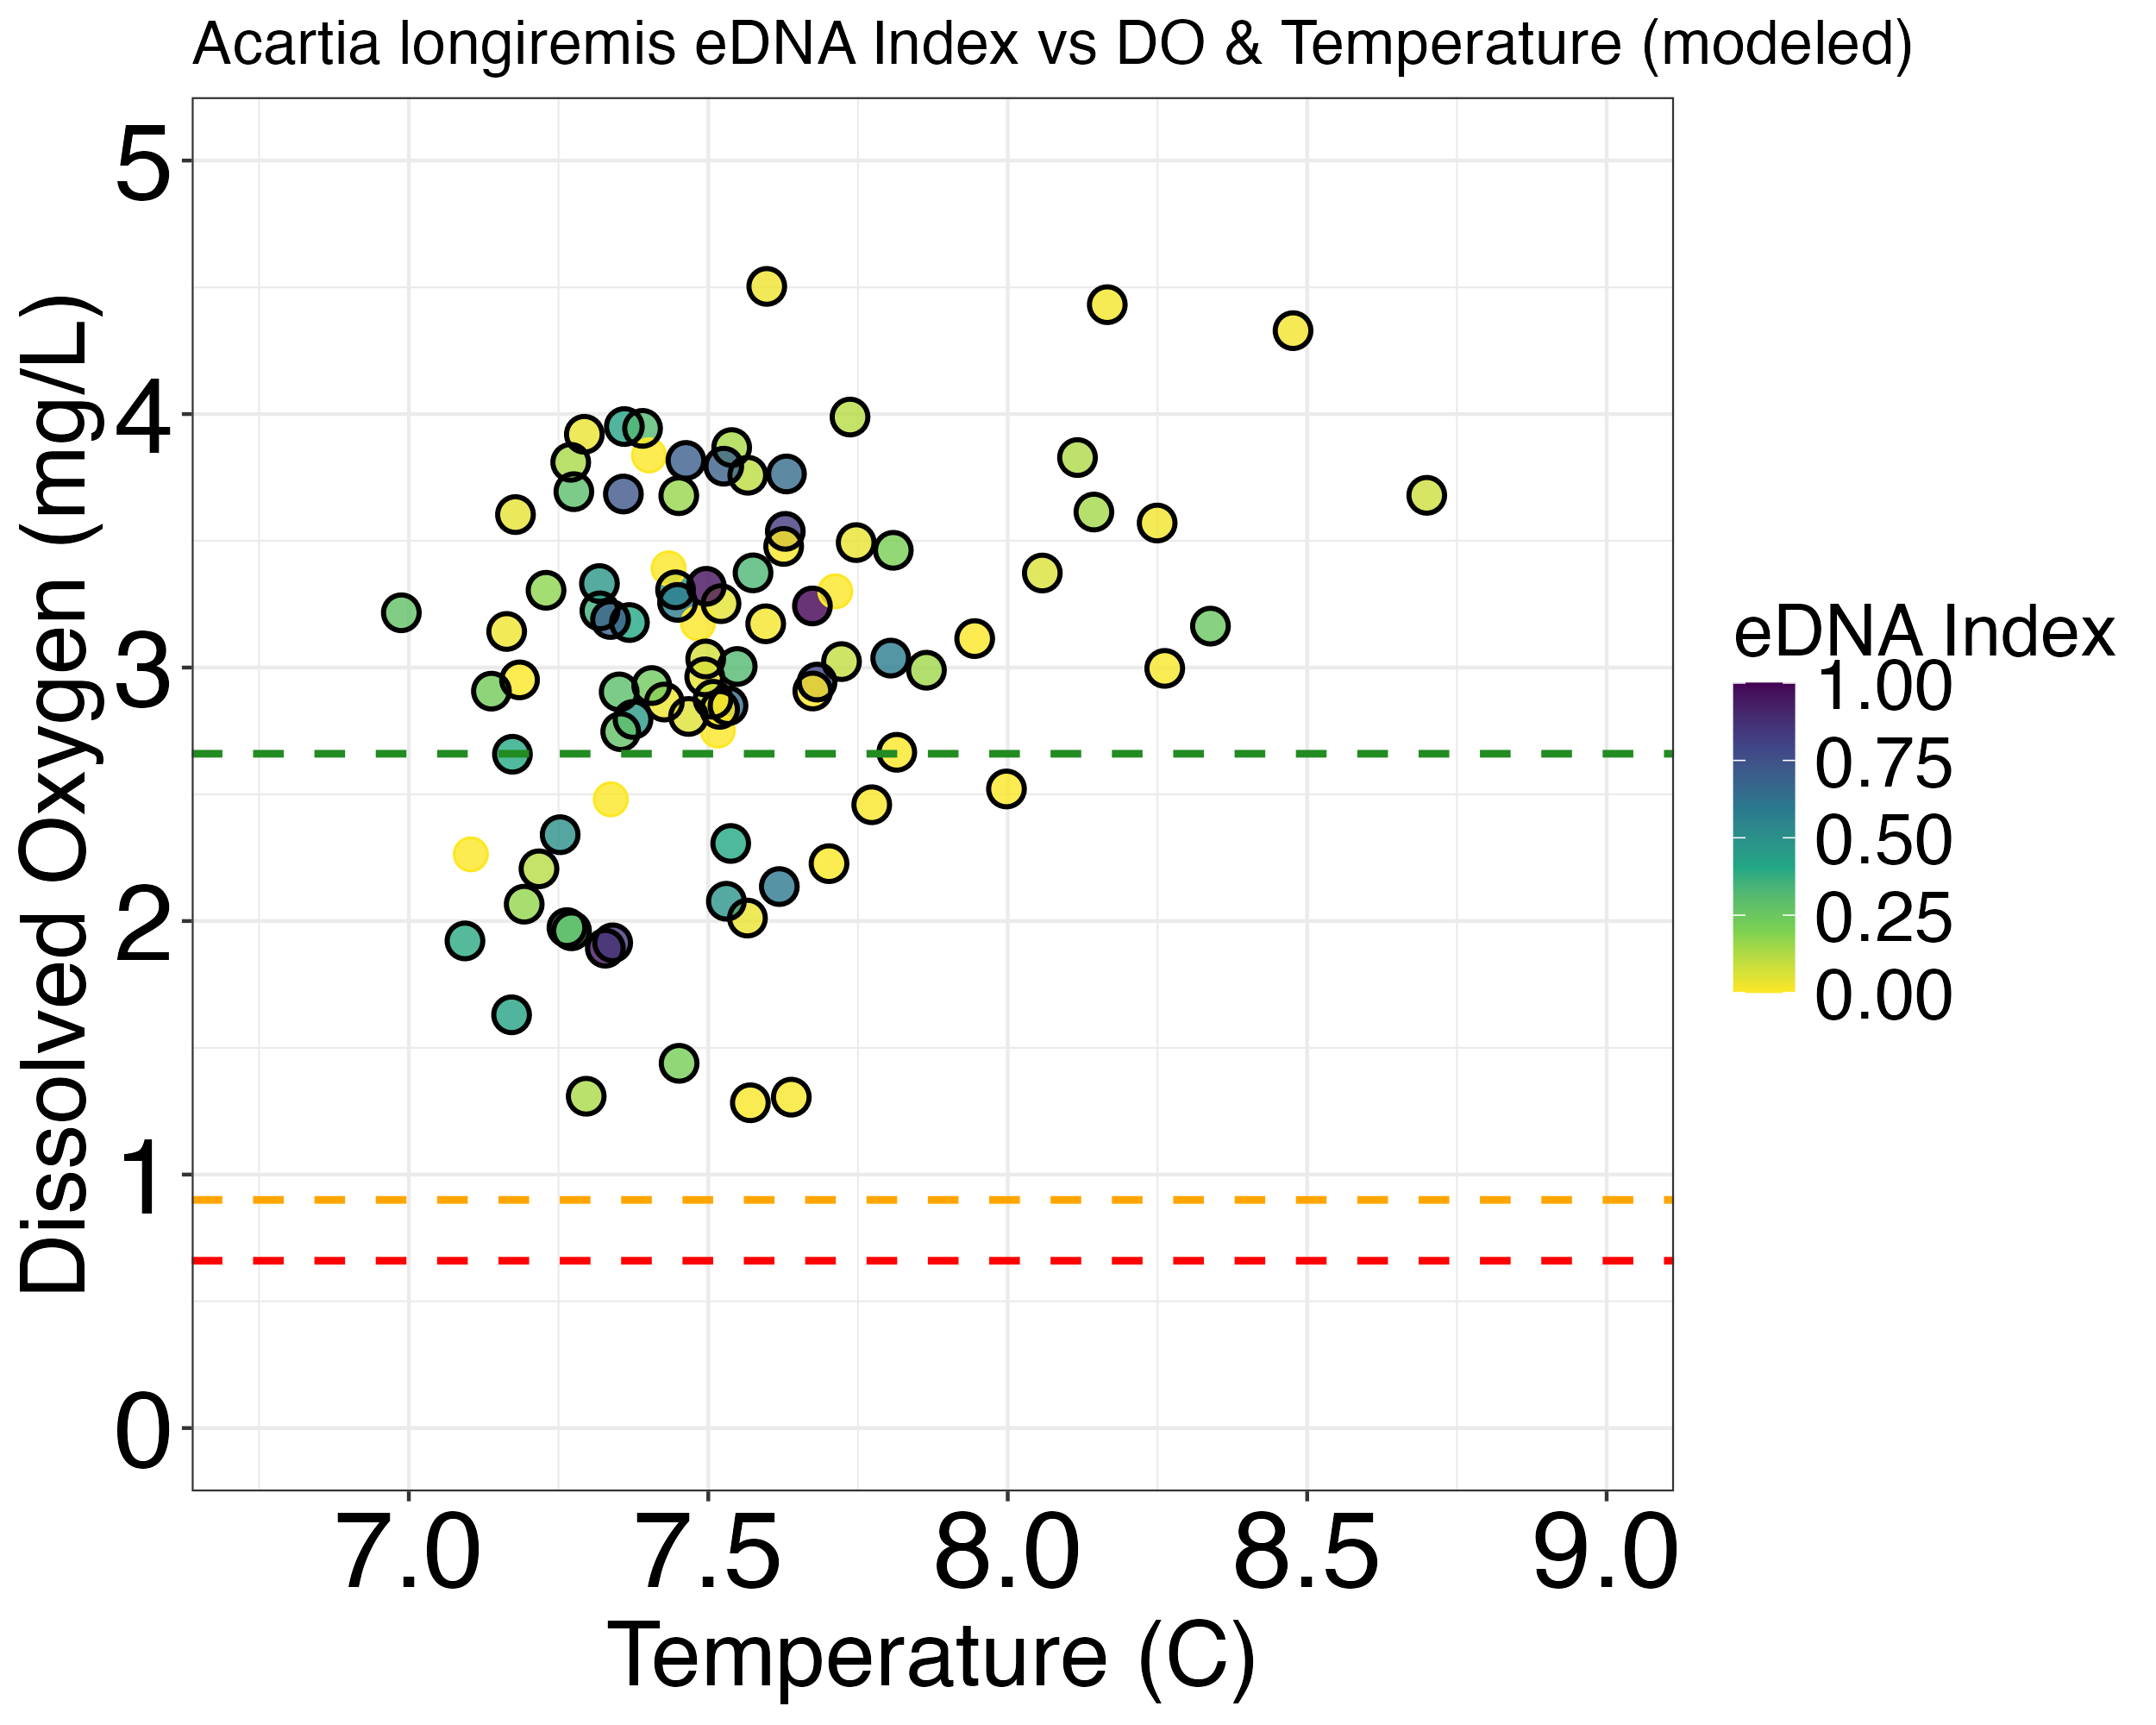 Acartia longiremis eDNA Index vs DO & Temperature (modeled)
Dissolved Oxygen (mg/L)
5
4
3
2
1
0
7.0 7.5 8.0 8.5 9.0
Temperature (C)
eDNA Index
1.00
0.75
0.50
0.25
0.00